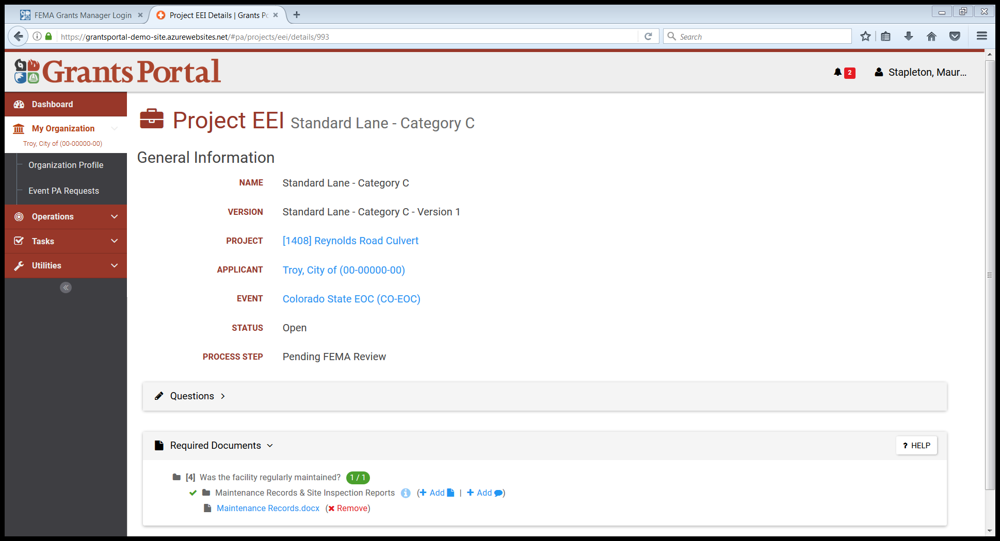 FEMA Grants Manager Login
Project EEI Details | Grants Po
https://grantsportal-demo-site.azurewebsites.net/#pa/projects/eei/details/993
Search
Grants Portal
2
Stapleton, Maur...
Dashboard
My Organization
Troy, City of (00-00000-00)
Organization Profile
Event PA Requests
Operations
Tasks
Utilities
Project EEI Standard Lane - Category C
General Information
NAME Standard Lane - Category C
VERSION Standard Lane - Category C - Version 1
PROJECT [1408] Reynolds Road Culvert
APPLICANT Troy, City of (00-00000-00)
EVENT Colorado State EOC (CO-EOC)
STATUS Open
PROCESS STEP Pending FEMA Review
Questions
Required Documents
? HELP
[4] Was the facility regularly maintained? 1 / 1
Maintenance Records & Site Inspection Reports (+ Add | + Add)
Maintenance Records.docx (✖ Remove)